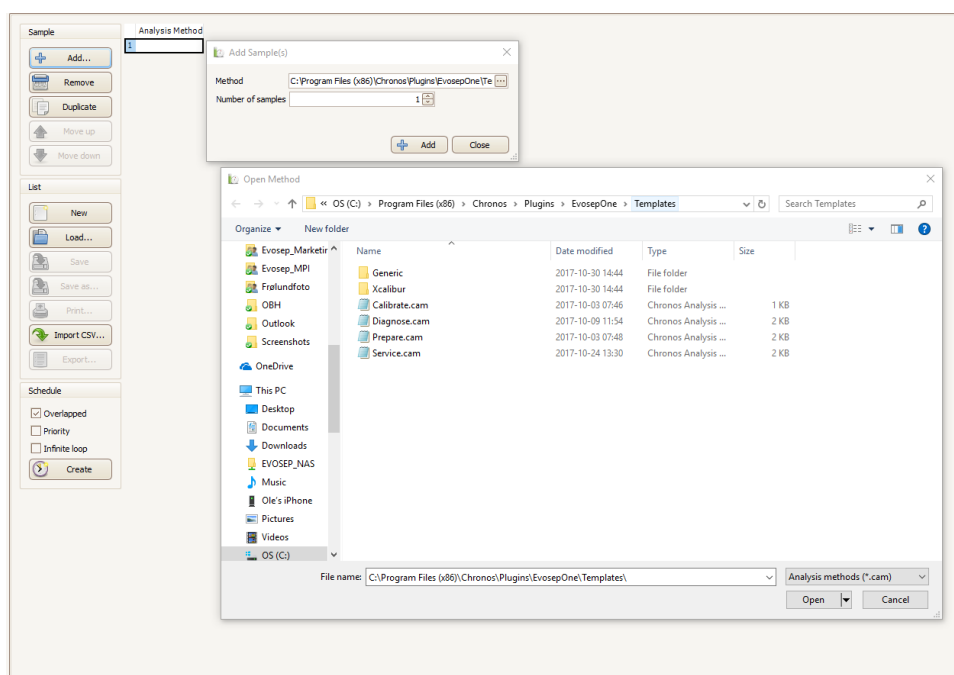 Sample
Add...
Remove
Duplicate
Move up
Move down
List
New
Load...
Save
Save as...
Print...
Import CSV...
Export...
Schedule
Overlapped
Priority
Infinite loop
Create
Analysis Method
1
Add Sample(s)
Method C:\Program Files (x86)\Chronos\Plugins\EvosepOne\Te ...
Number of samples 1
Add Close
Open Method
« OS (C:) › Program Files (x86) › Chronos › Plugins › EvosepOne › Templates Search Templates
Organize New folder
Evosep_Marketir
Evosep_MPI
Frølundfoto
OBH
Outlook
Screenshots
OneDrive
This PC
Desktop
Documents
Downloads
EVOSEP_NAS
Music
Ole's iPhone
Pictures
Videos
OS (C:)
Name Date modified Type Size
Generic 2017-10-30 14:44 File folder
Xcalibur 2017-10-30 14:44 File folder
Calibrate.cam 2017-10-03 07:46 Chronos Analysis ... 1 KB
Diagnose.cam 2017-10-09 11:54 Chronos Analysis ... 2 KB
Prepare.cam 2017-10-03 07:48 Chronos Analysis ... 2 KB
Service.cam 2017-10-24 13:30 Chronos Analysis ... 2 KB
File name: C:\Program Files (x86)\Chronos\Plugins\EvosepOne\Templates\ Analysis methods (*.cam)
Open Cancel